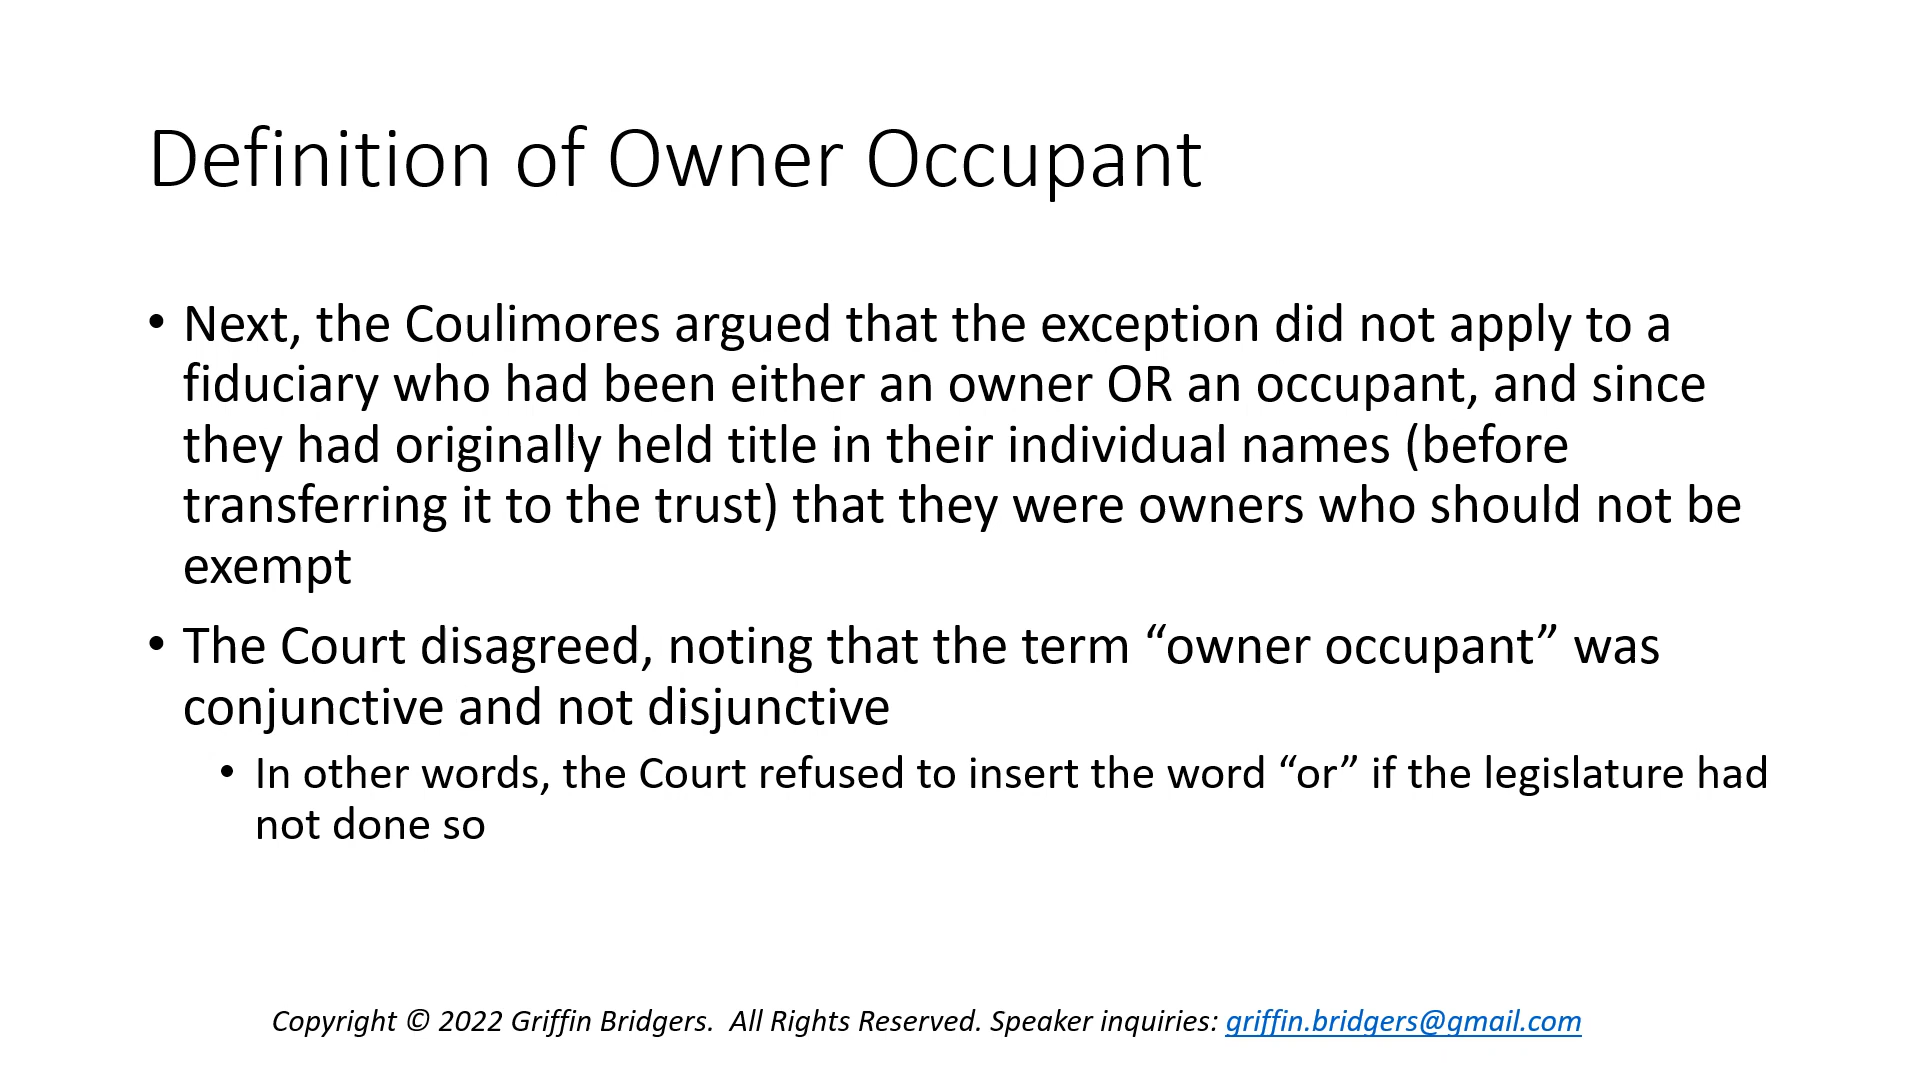 Definition of Owner Occupant
• Next, the Coulimores argued that the exception did not apply to a
fiduciary who had been either an owner OR an occupant, and since
they had originally held title in their individual names (before
transferring it to the trust) that they were owners who should not be
exempt
• The Court disagreed, noting that the term “owner occupant” was
conjunctive and not disjunctive
• In other words, the Court refused to insert the word “or” if the legislature had
not done so
Copyright © 2022 Griffin Bridgers.  All Rights Reserved. Speaker inquiries: griffin.bridgers@gmail.com